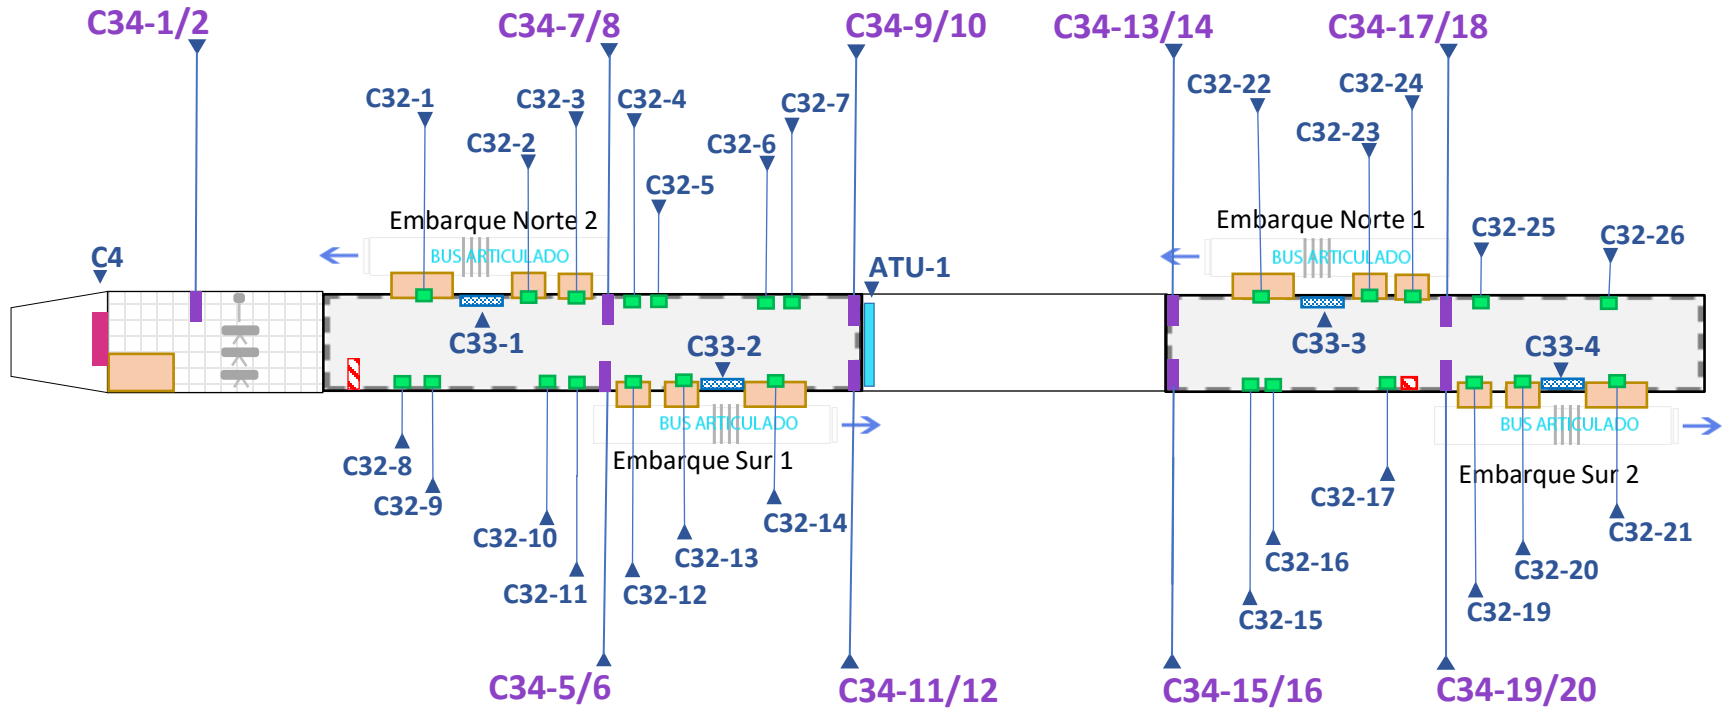 C34-1/2
C34-7/8
C34-9/10
C34-13/14
C34-17/18
C32-1
C32-3
C32-4
C32-7
C32-22
C32-24
C32-2
C32-6
C32-23
C32-5
Embarque Norte 2
Embarque Norte 1
C32-25
C32-26
C4
BUS ARTICULADO
ATU-1
BUS ARTICULADO
C33-1
C33-2
C33-3
C33-4
BUS ARTICULADO
BUS ARTICULADO
C32-8
Embarque Sur 1
Embarque Sur 2
C32-9
C32-17
C32-10
C32-14
C32-21
C32-13
C32-16
C32-20
C32-11
C32-12
C32-15
C32-19
C34-5/6
C34-11/12
C34-15/16
C34-19/20